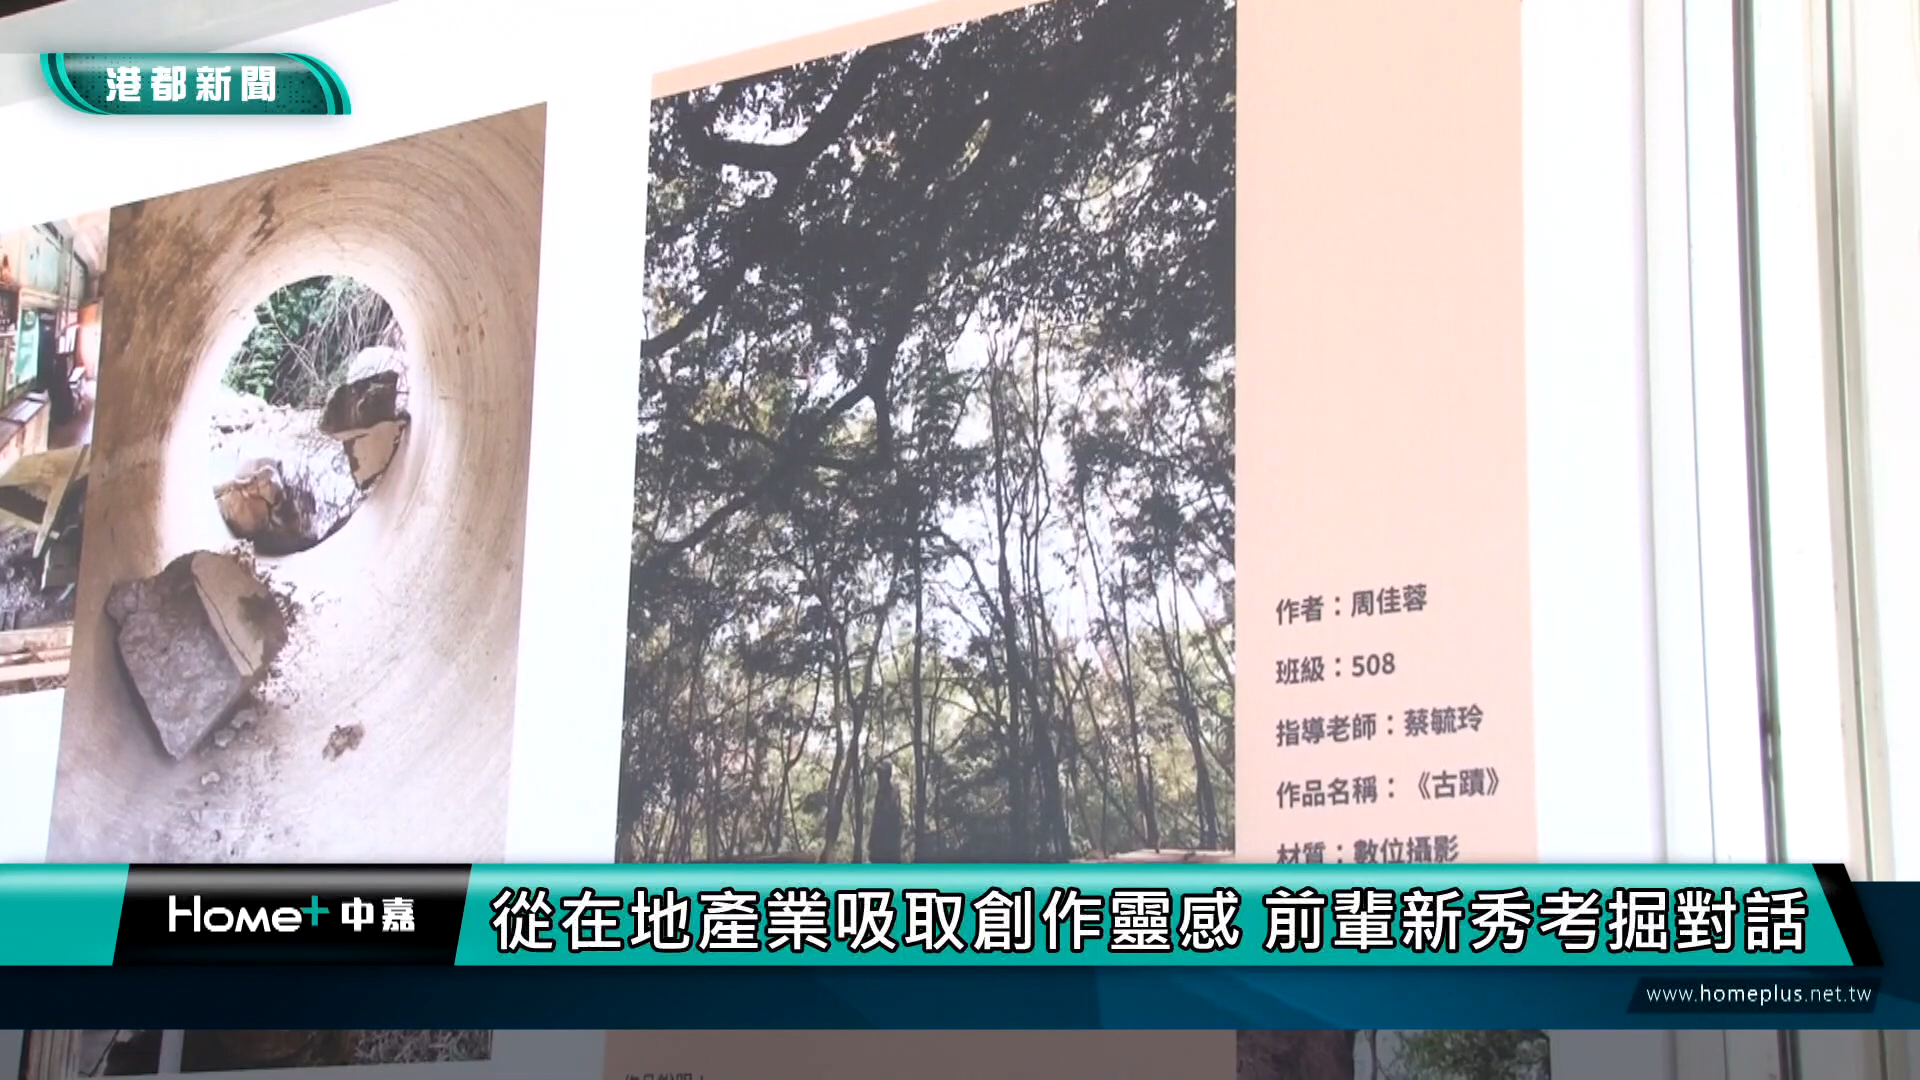 港都新聞
作者：周佳蓉
班級：508
指導老師：蔡毓玲
作品名稱：《古蹟》
材質：數位攝影
Home+ 中嘉
從在地產業吸取創作靈感 前輩新秀考掘對話
www.homeplus.net.tw